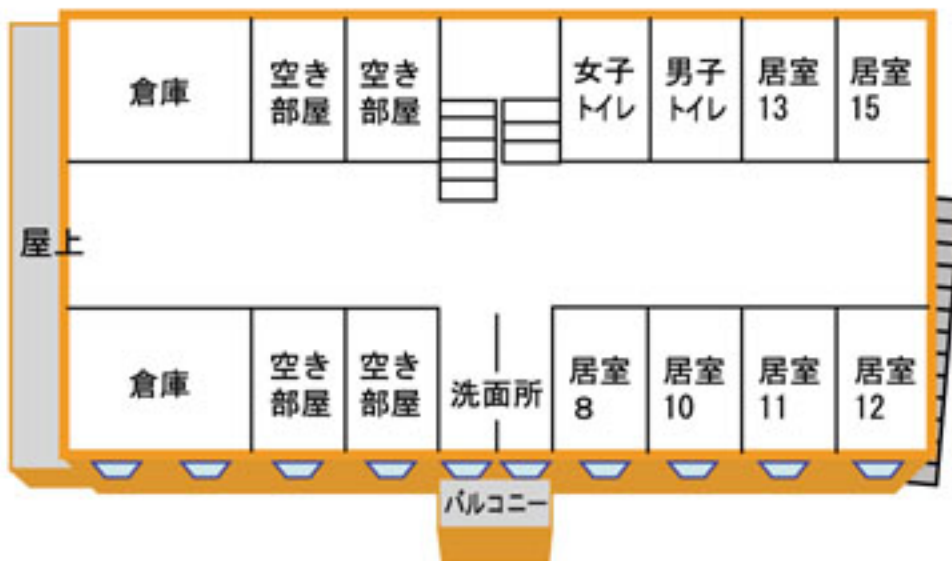 倉庫
空き
部屋
空き
部屋
女子
トイレ
男子
トイレ
居室
13
居室
15
屋上
倉庫
空き
部屋
空き
部屋
洗面所
居室
8
居室
10
居室
11
居室
12
バルコニー